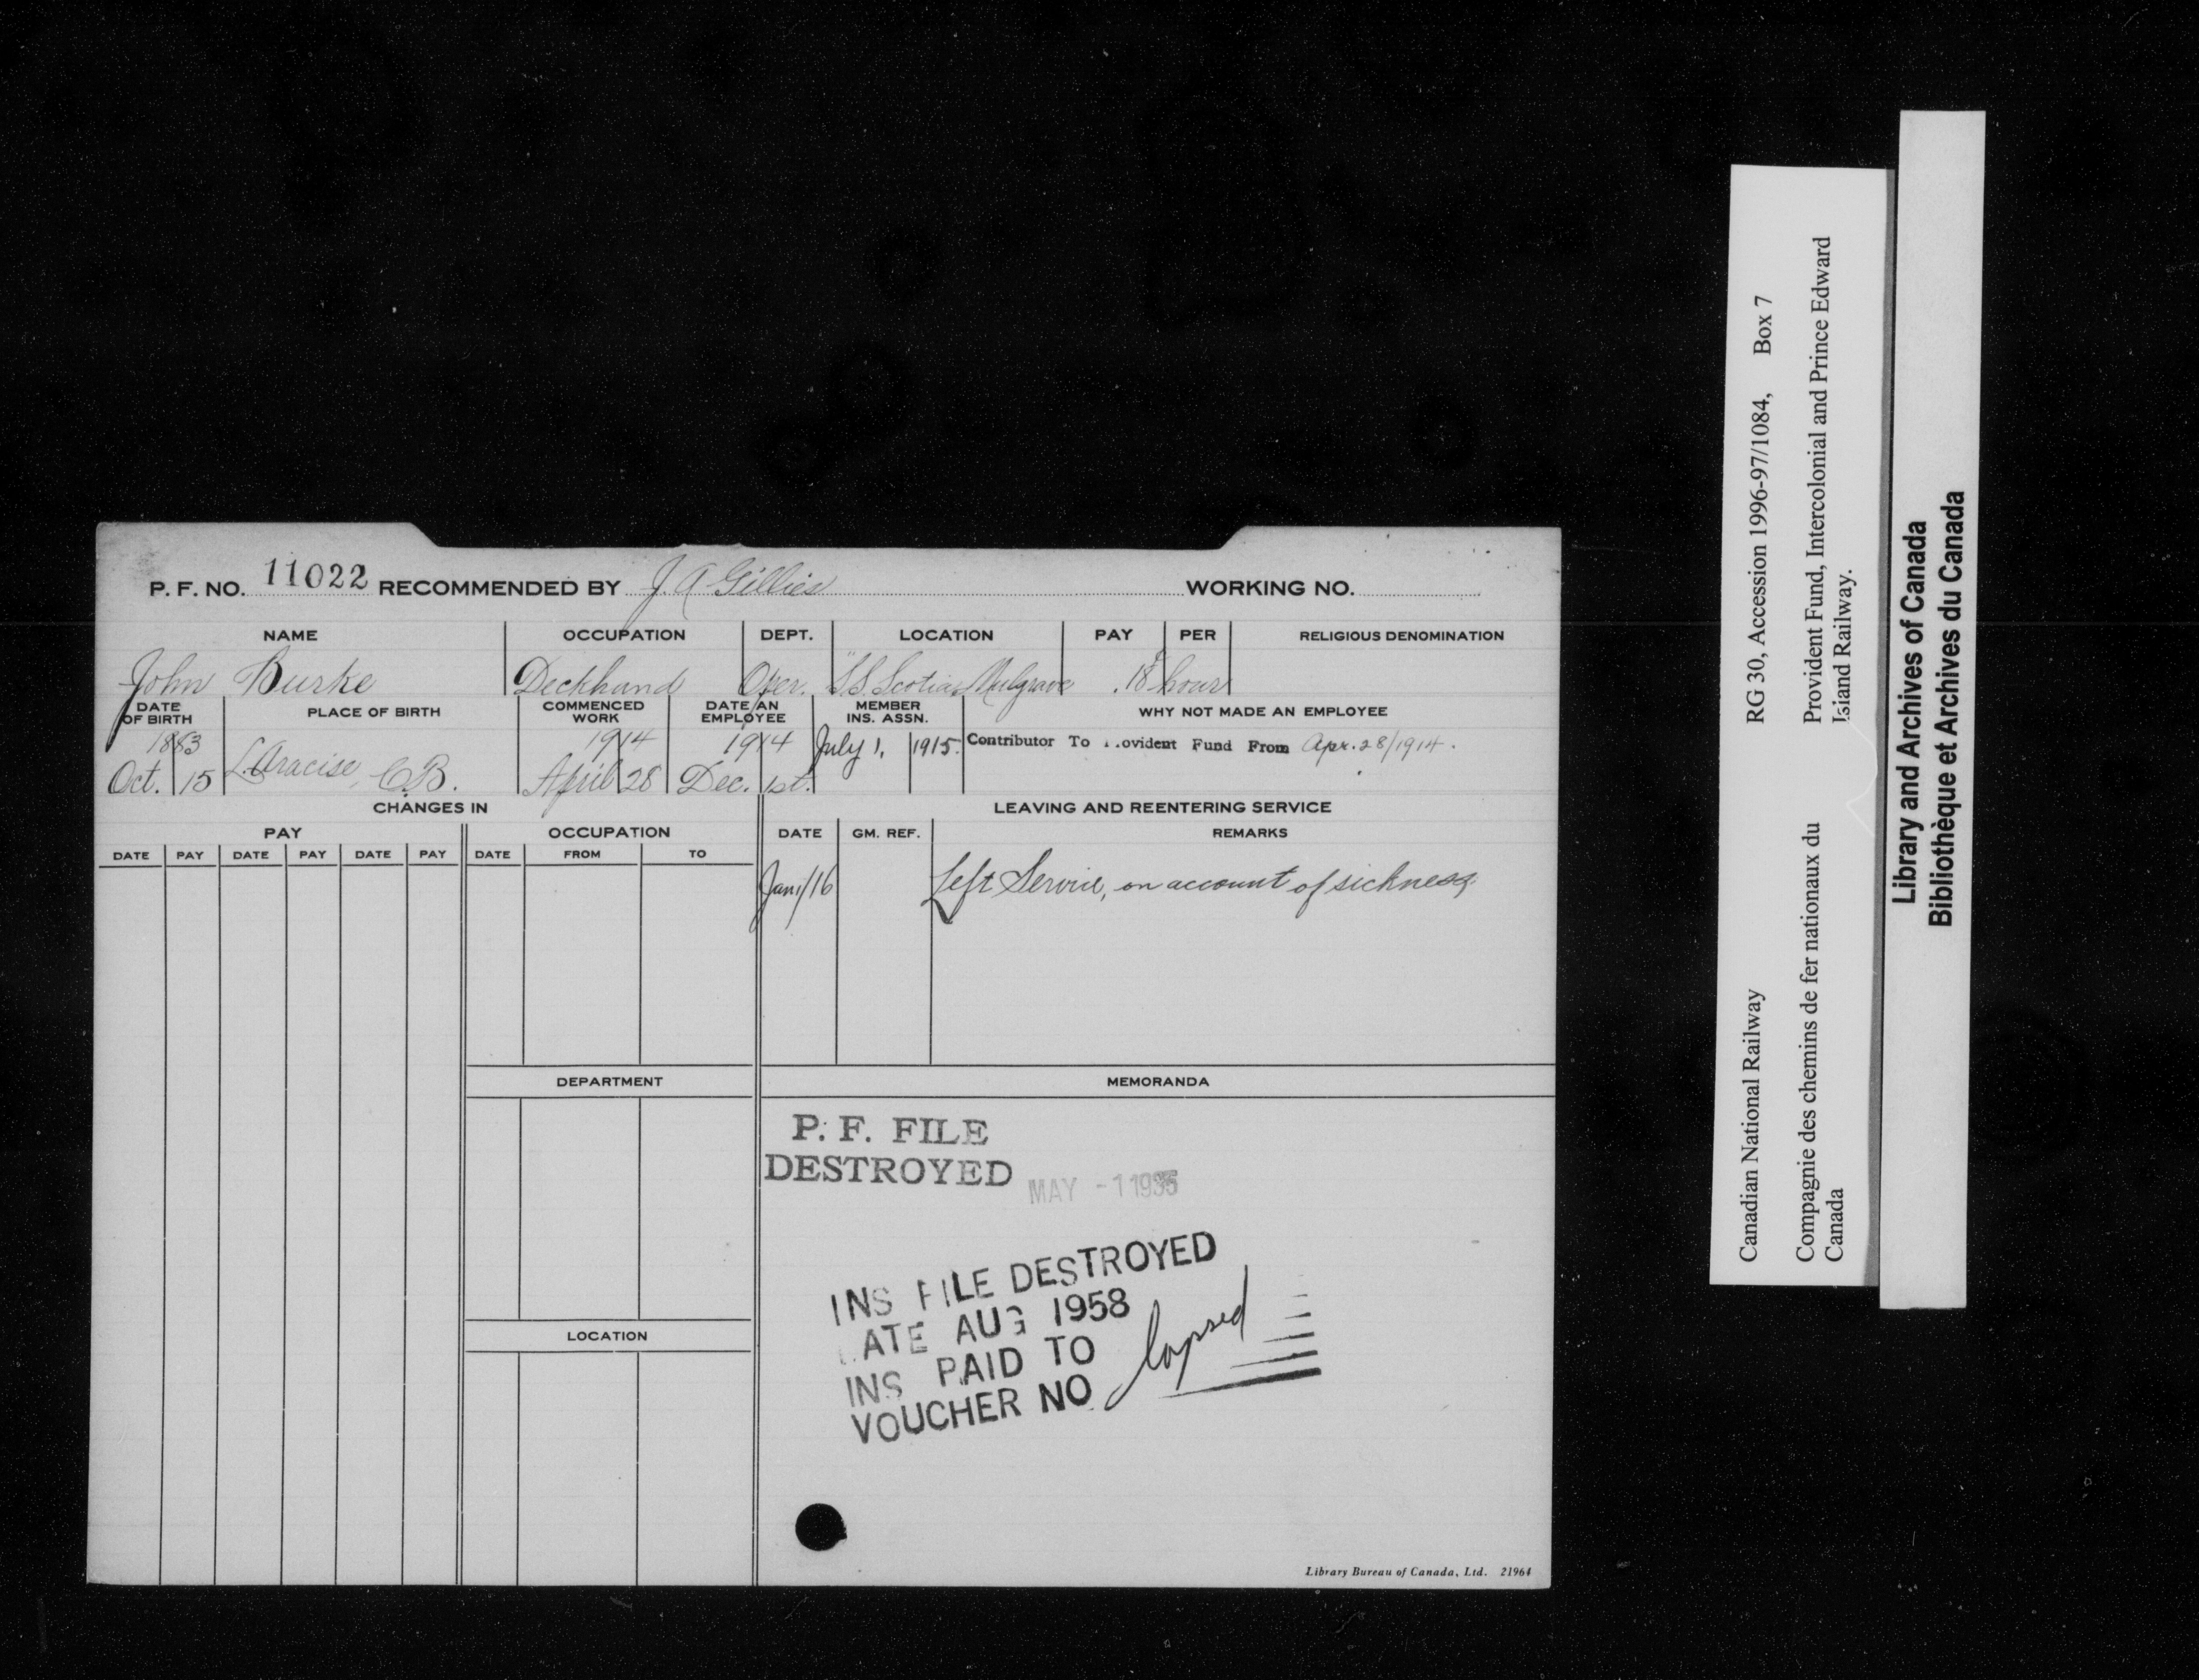 P. F. NO. 11022 RECOMMENDED BY J. A Gillies WORKING NO.
NAME OCCUPATION DEPT. LOCATION PAY PER RELIGIOUS DENOMINATION
John Burke Deckhand Oper. "S.S. Scotia" Mulgrave .18 hour
DATE OF BIRTH PLACE OF BIRTH COMMENCED WORK DATE AN EMPLOYEE MEMBER INS. ASSN. WHY NOT MADE AN EMPLOYEE
1883 1914 1914 July 1, 1915. Contributor To ovident Fund From Apr. 28/1914.
Oct. 15 C.B. April 28 Dec. 1st.
CHANGES IN LEAVING AND REENTERING SERVICE
PAY OCCUPATION DATE GM. REF. REMARKS
DATE PAY DATE PAY DATE PAY DATE FROM TO
Jan 1/16 Left Service, on account of sickness.
DEPARTMENT MEMORANDA
P. F. FILE
DESTROYED MAY -1 19
INS FILE DESTROYED
ATE AUG 1958
INS PAID TO
VOUCHER NO lapsed
LOCATION
Library Bureau of Canada, Ltd. 21964
Canadian National Railway RG 30, Accession 1996-97/1084, Box 7
Compagnie des chemins de fer nationaux du Provident Fund, Intercolonial and Prince Edward
Canada Island Railway.
Library and Archives of Canada
Bibliothèque et Archives du Canada